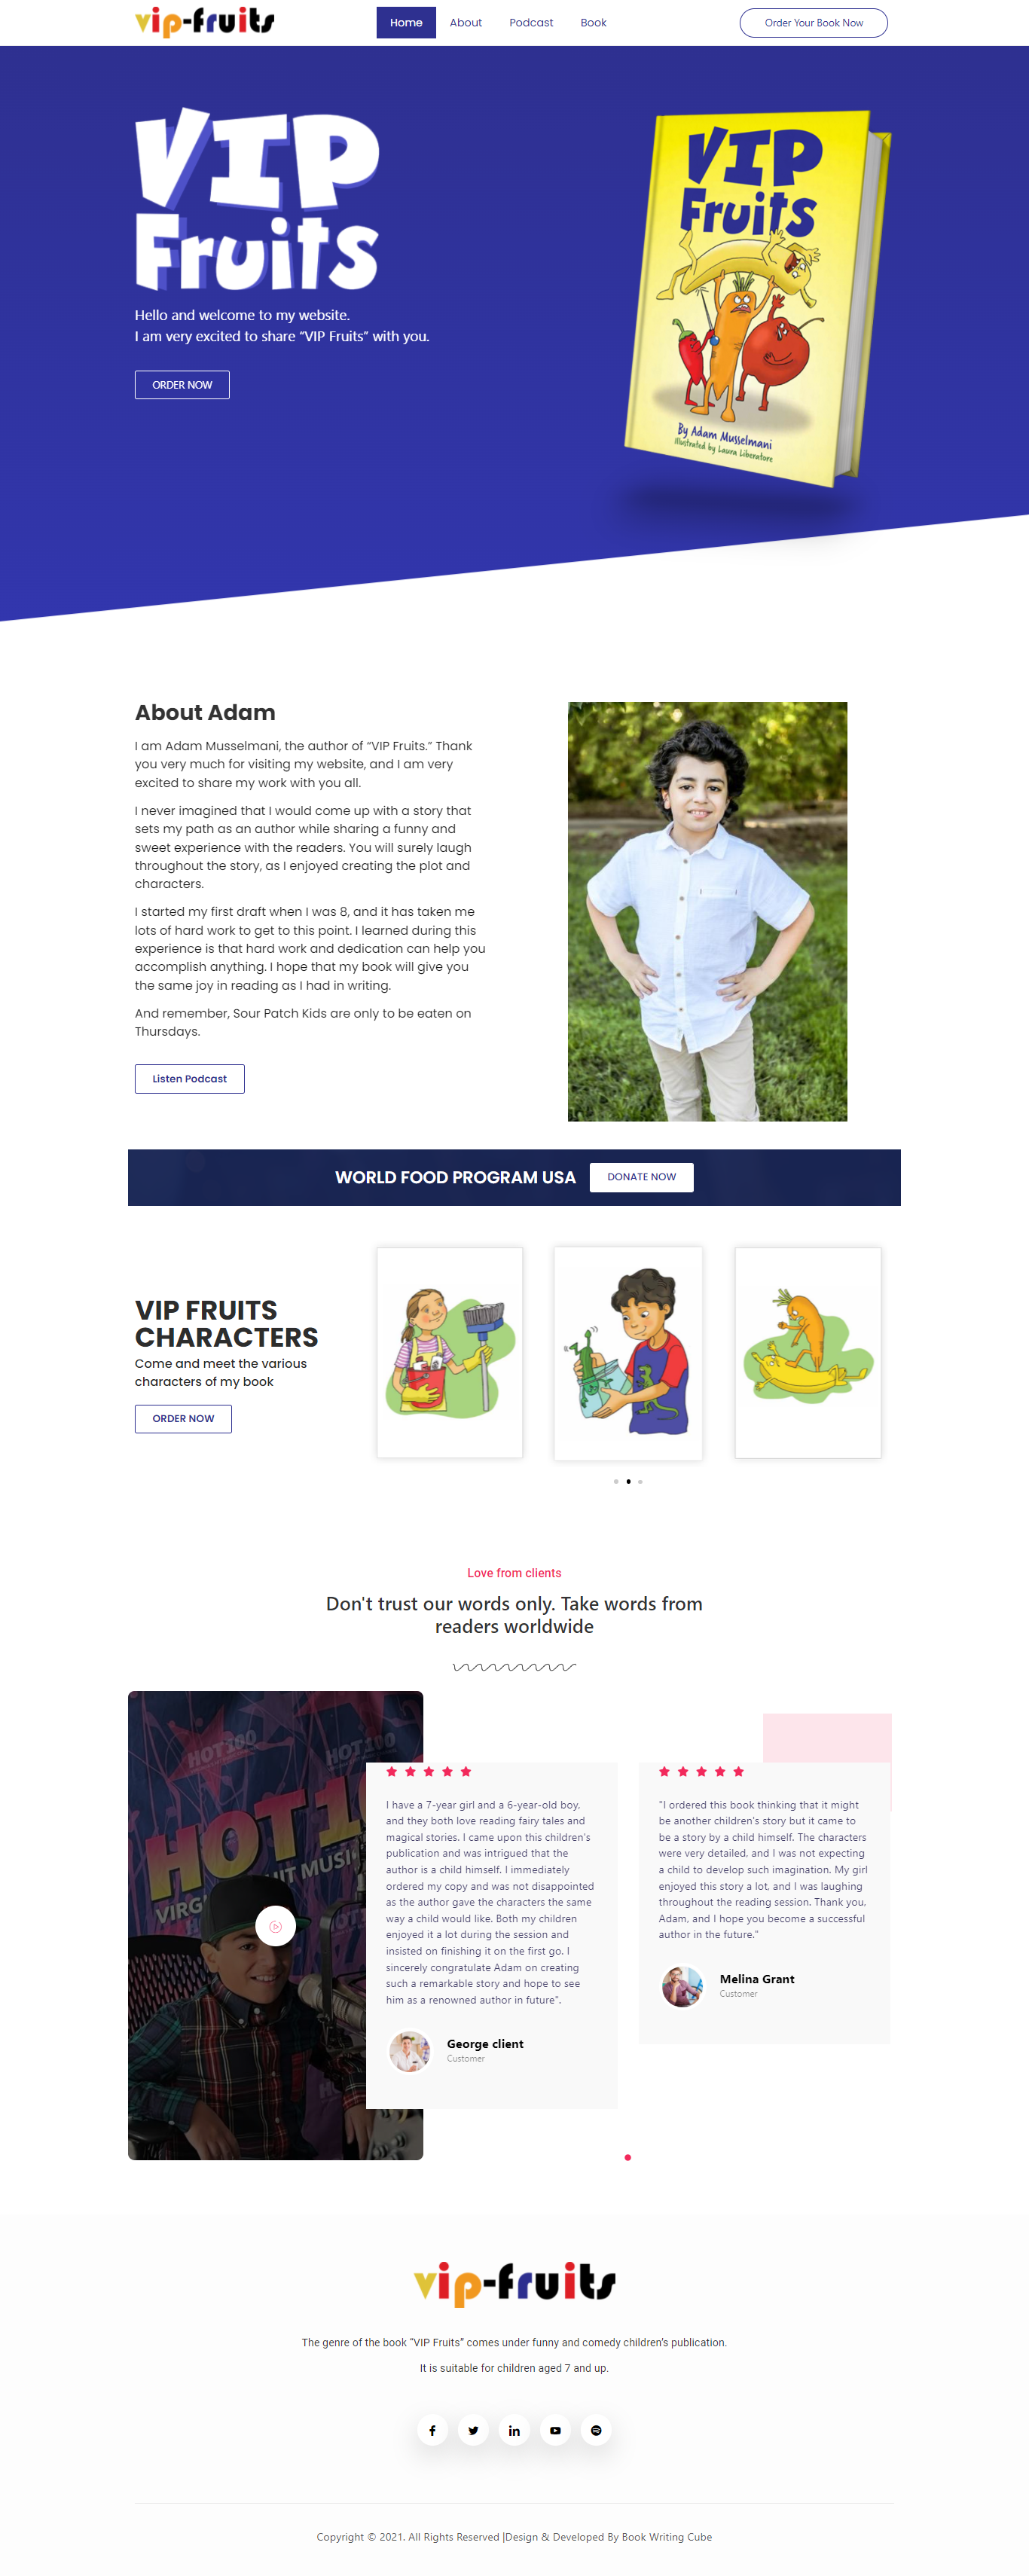 vip-fruits
Home About Podcast Book
Order Your Book Now
VIP
Fruits
Hello and welcome to my website.
I am very excited to share “VIP Fruits” with you.
ORDER NOW
VIP
Fruits
By Adam Musselmani
Illustrated by Laura Liberatore
About Adam
I am Adam Musselmani, the author of “VIP Fruits.” Thank
you very much for visiting my website, and I am very
excited to share my work with you all.
I never imagined that I would come up with a story that
sets my path as an author while sharing a funny and
sweet experience with the readers. You will surely laugh
throughout the story, as I enjoyed creating the plot and
characters.
I started my first draft when I was 8, and it has taken me
lots of hard work to get to this point. I learned during this
experience is that hard work and dedication can help you
accomplish anything. I hope that my book will give you
the same joy in reading as I had in writing.
And remember, Sour Patch Kids are only to be eaten on
Thursdays.
Listen Podcast
WORLD FOOD PROGRAM USA
DONATE NOW
VIP FRUITS
CHARACTERS
Come and meet the various
characters of my book
ORDER NOW
Love from clients
Don't trust our words only. Take words from
readers worldwide
HOT100
HOT100
HOT1
VIRG
HIT MUSI
I have a 7-year girl and a 6-year-old boy,
and they both love reading fairy tales and
magical stories. I came upon this children's
publication and was intrigued that the
author is a child himself. I immediately
ordered my copy and was not disappointed
as the author gave the characters the same
way a child would like. Both my children
enjoyed it a lot during the session and
insisted on finishing it on the first go. I
sincerely congratulate Adam on creating
such a remarkable story and hope to see
him as a renowned author in future".
George client
Customer
"I ordered this book thinking that it might
be another children's story but it came to
be a story by a child himself. The characters
were very detailed, and I was not expecting
a child to develop such imagination. My girl
enjoyed this story a lot, and I was laughing
throughout the reading session. Thank you,
Adam, and I hope you become a successful
author in the future."
Melina Grant
Customer
vip-fruits
The genre of the book “VIP Fruits” comes under funny and comedy children’s publication.
It is suitable for children aged 7 and up.
Copyright © 2021. All Rights Reserved |Design & Developed By Book Writing Cube